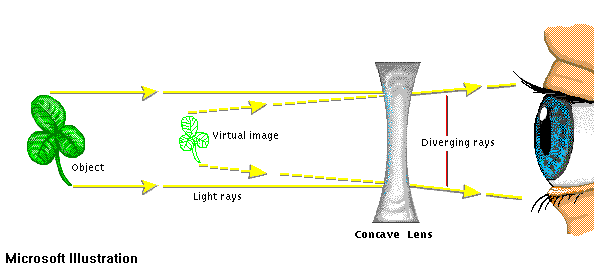 Virtual image
Diverging rays
Object
Light rays
Concave Lens
Microsoft Illustration